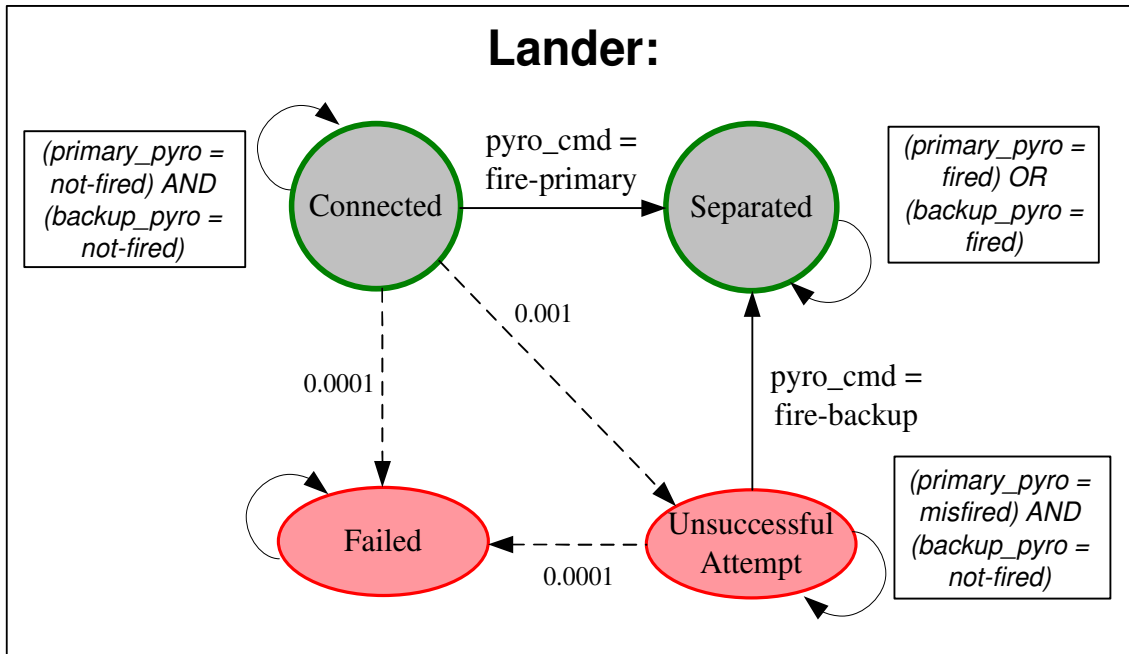 Lander:
(primary_pyro =
not-fired) AND
(backup_pyro =
not-fired)
Connected
pyro_cmd =
fire-primary
Separated
(primary_pyro =
fired) OR
(backup_pyro =
fired)
0.001
0.0001
pyro_cmd =
fire-backup
Failed
0.0001
Unsuccessful
Attempt
(primary_pyro =
misfired) AND
(backup_pyro =
not-fired)